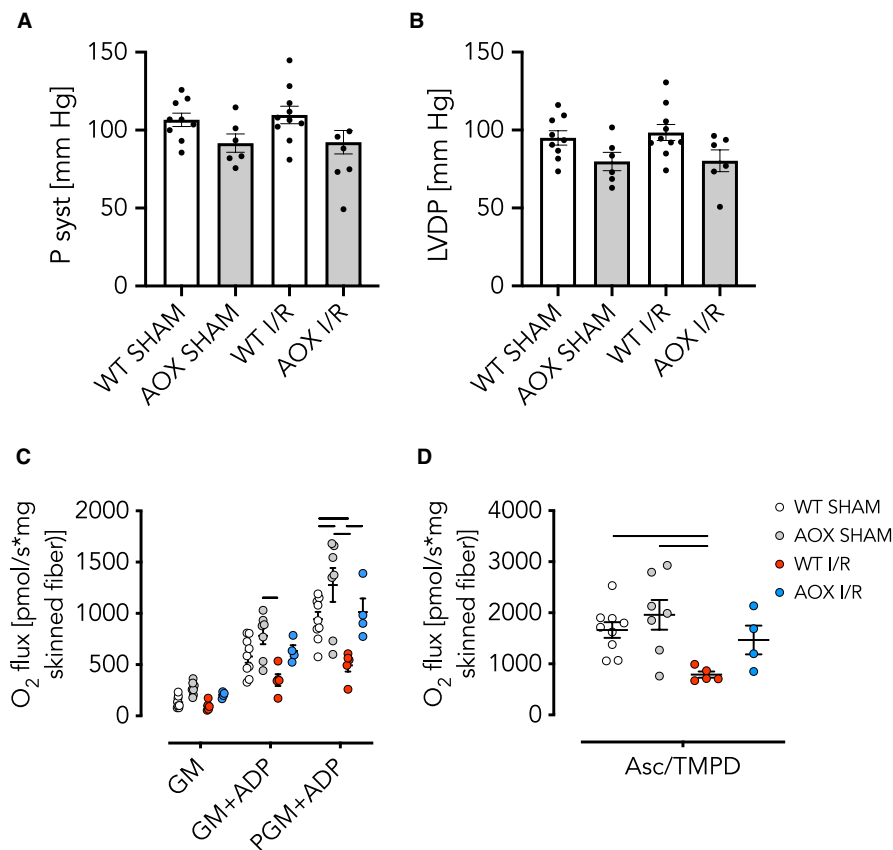 A
B
150
100
50
0
P syst [mm Hg]
WT SHAM
AOX SHAM
WT I/R
AOX I/R
150
100
50
0
LVDP [mm Hg]
WT SHAM
AOX SHAM
WT I/R
AOX I/R
C
D
2000
1500
1000
500
0
O2 flux [pmol/s*mg
skinned fiber)]
GM
GM+ADP
PGM+ADP
4000
3000
2000
1000
0
O2 flux [pmol/s*mg
skinned fiber)]
Asc/TMPD
WT SHAM
AOX SHAM
WT I/R
AOX I/R